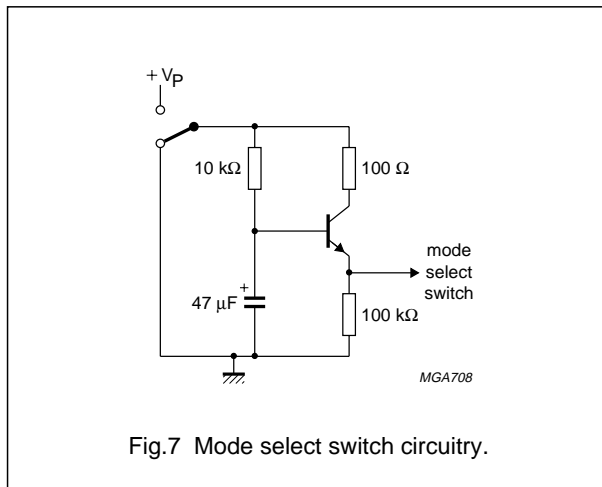 + VP
10 kΩ
100 Ω
mode
select
switch
+
47 µF
100 kΩ
MGA708
Fig.7 Mode select switch circuitry.